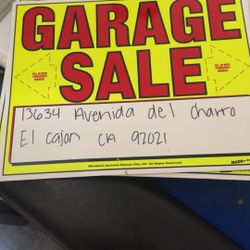 GARAGE
SALE
13634 Avenida del Charro
El Cajon CA 92021